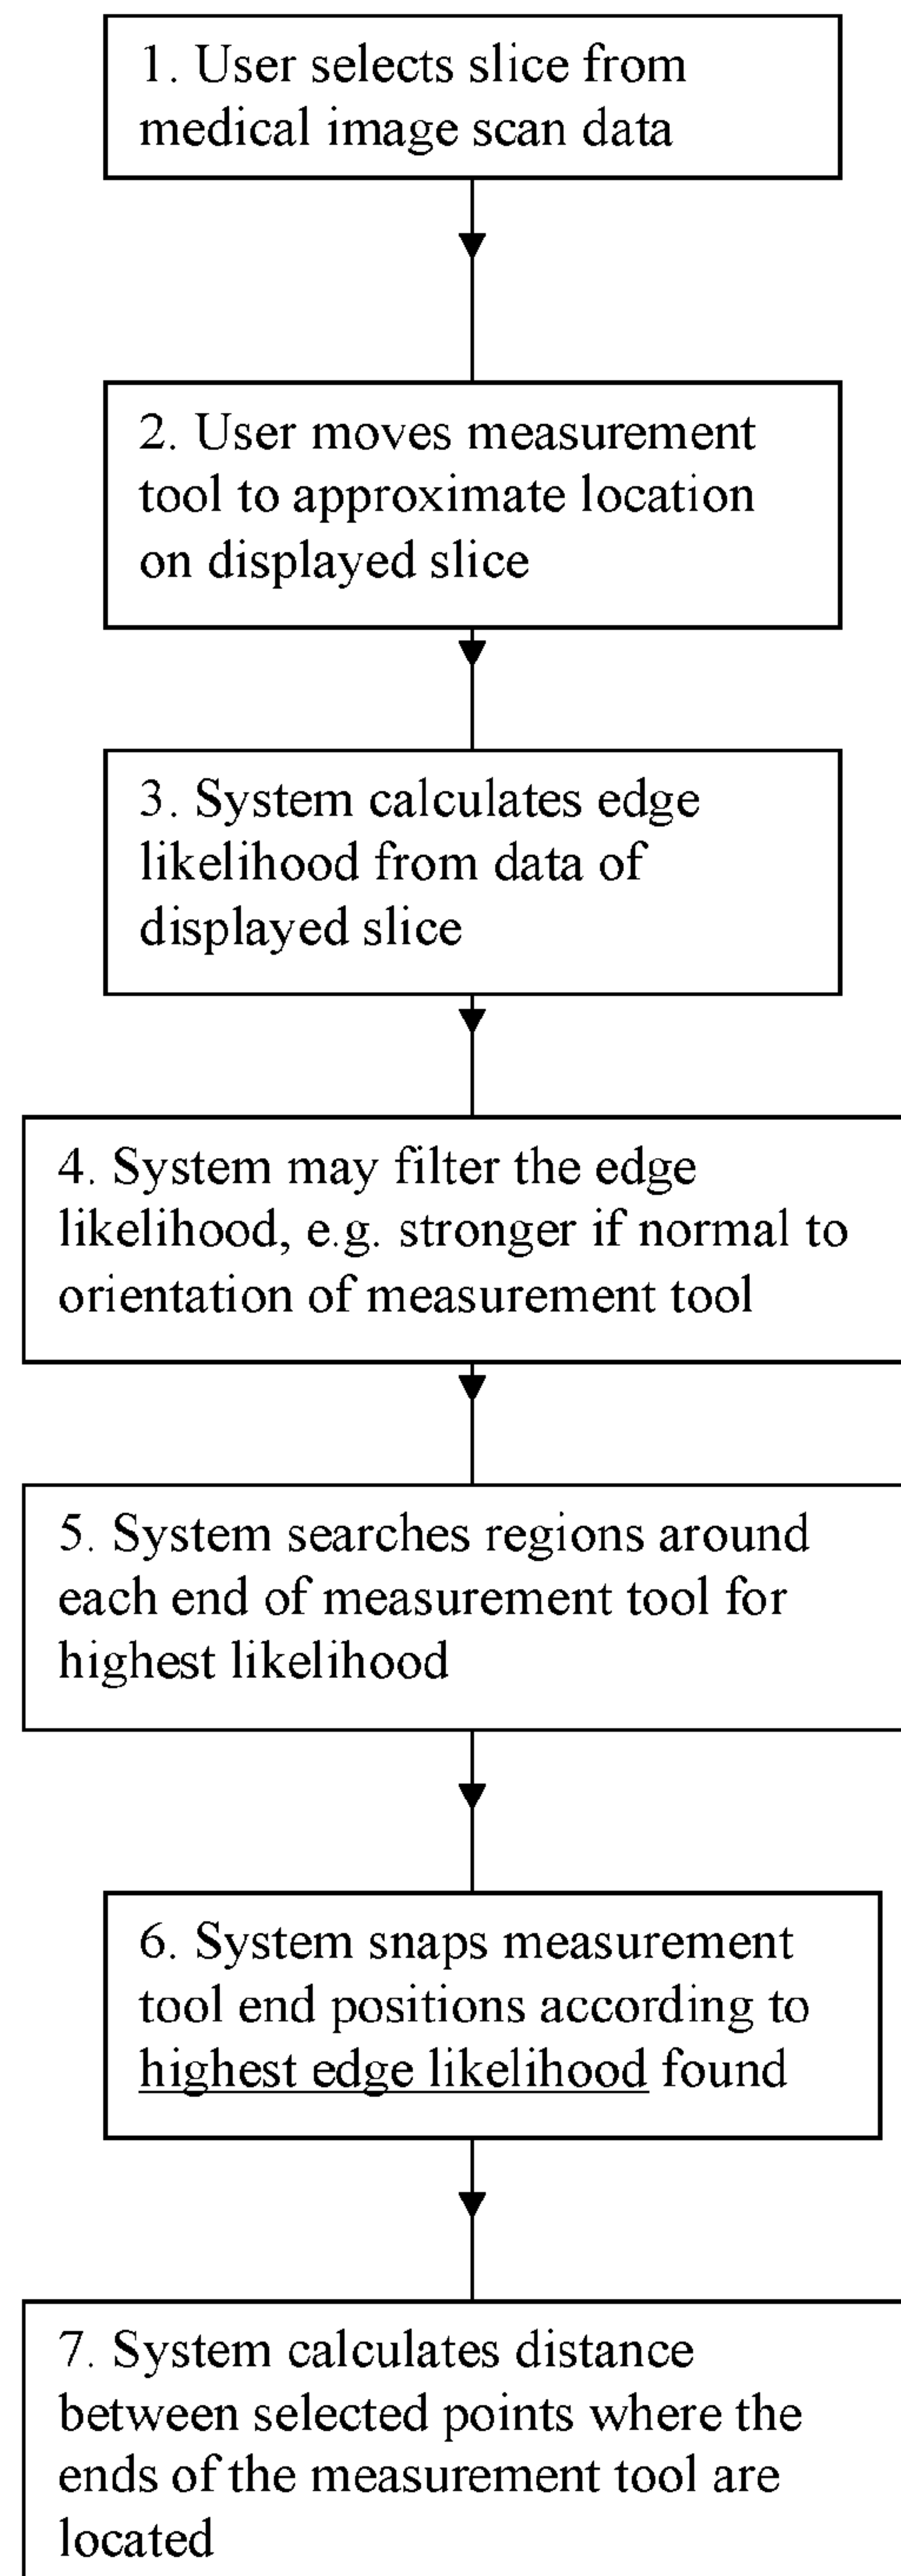 1. User selects slice from
medical image scan data
2. User moves measurement
tool to approximate location
on displayed slice
3. System calculates edge
likelihood from data of
displayed slice
4. System may filter the edge
likelihood, e.g. stronger if normal to
orientation of measurement tool
5. System searches regions around
each end of measurement tool for
highest likelihood
6. System snaps measurement
tool end positions according to
highest edge likelihood found
7. System calculates distance
between selected points where the
ends of the measurement tool are
located